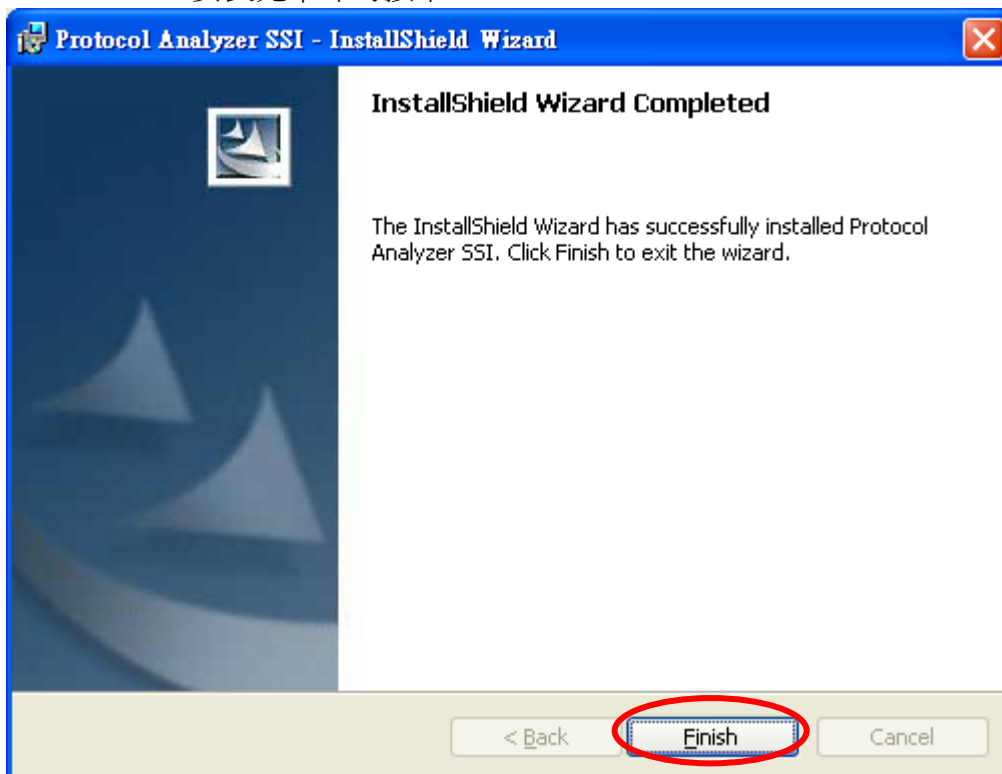 Protocol Analyzer SSI - InstallShield Wizard
InstallShield Wizard Completed
The InstallShield Wizard has successfully installed Protocol
Analyzer SSI. Click Finish to exit the wizard.
< Back
Finish
Cancel